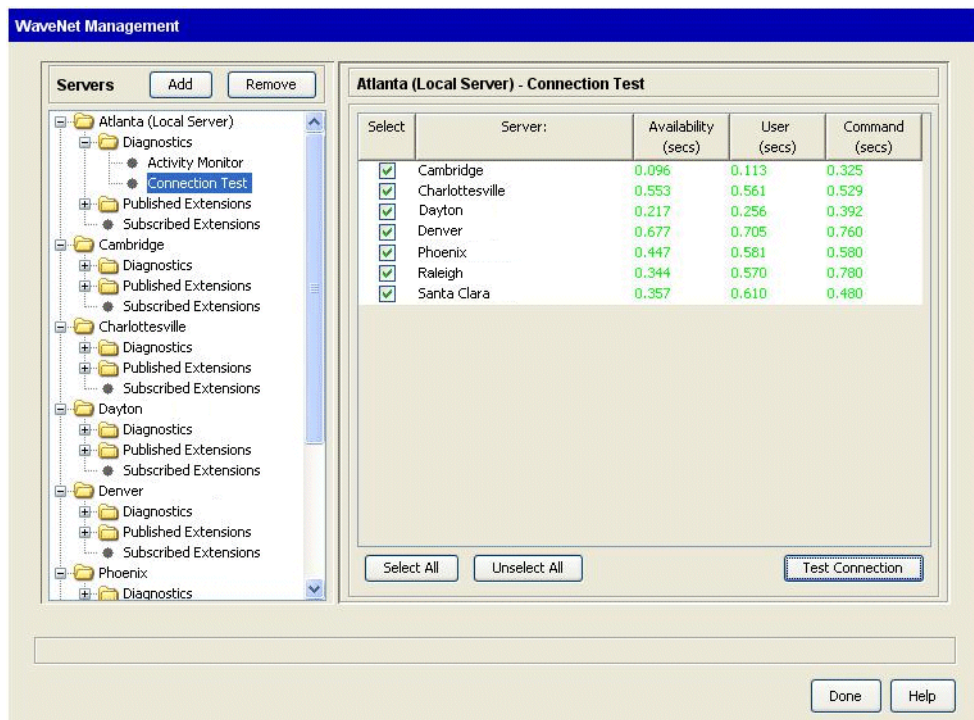 WaveNet Management
Servers Add Remove
Atlanta (Local Server)
Diagnostics
Activity Monitor
Connection Test
Published Extensions
Subscribed Extensions
Cambridge
Diagnostics
Published Extensions
Subscribed Extensions
Charlottesville
Diagnostics
Published Extensions
Subscribed Extensions
Dayton
Diagnostics
Published Extensions
Subscribed Extensions
Denver
Diagnostics
Published Extensions
Subscribed Extensions
Phoenix
Diagnostics
Atlanta (Local Server) - Connection Test
Select Server: Availability (secs) User (secs) Command (secs)
Cambridge 0.096 0.113 0.325
Charlottesville 0.553 0.561 0.529
Dayton 0.217 0.256 0.392
Denver 0.677 0.705 0.760
Phoenix 0.447 0.581 0.580
Raleigh 0.344 0.570 0.780
Santa Clara 0.357 0.610 0.480
Select All Unselect All Test Connection
Done Help